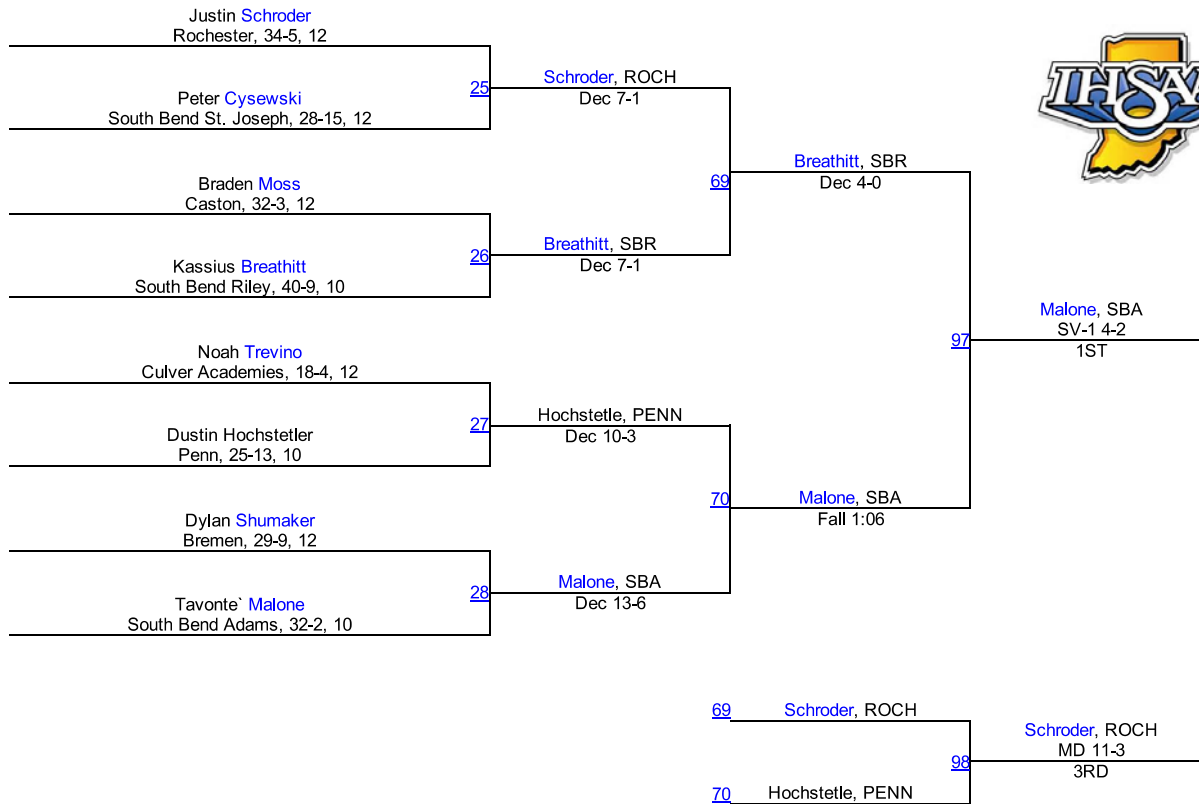 Justin Schroder
Rochester, 34-5, 12
25
Schroder, ROCH
Dec 7-1
Peter Cysewski
South Bend St. Joseph, 28-15, 12
IHSAA
69
Breathitt, SBR
Dec 4-0
Braden Moss
Caston, 32-3, 12
26
Breathitt, SBR
Dec 7-1
Kassius Breathitt
South Bend Riley, 40-9, 10
97
Malone, SBA
SV-1 4-2
1ST
Noah Trevino
Culver Academies, 18-4, 12
27
Hochstetle, PENN
Dec 10-3
Dustin Hochstetler
Penn, 25-13, 10
70
Malone, SBA
Fall 1:06
Dylan Shumaker
Bremen, 29-9, 12
28
Malone, SBA
Dec 13-6
Tavonte` Malone
South Bend Adams, 32-2, 10
69
Schroder, ROCH
98
Schroder, ROCH
MD 11-3
3RD
70
Hochstetle, PENN